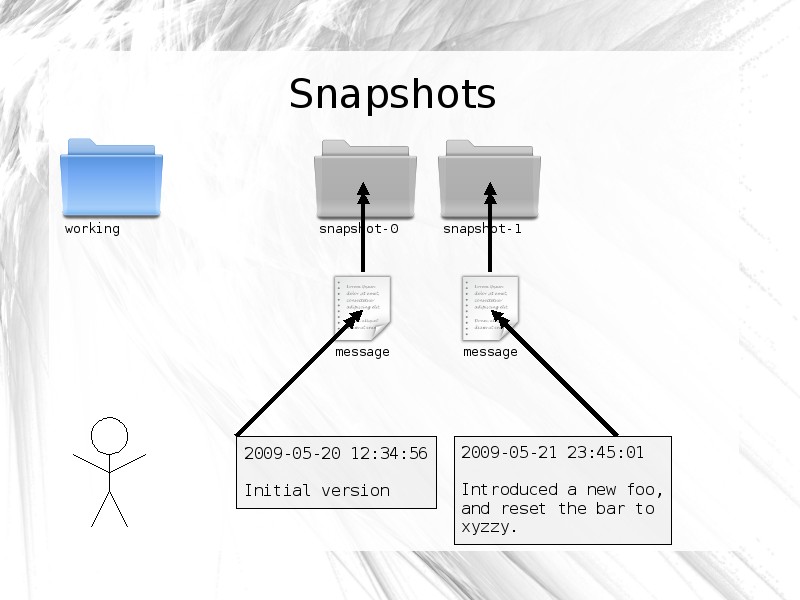 Snapshots
working
snapshot-0
snapshot-1
message
message
2009-05-20 12:34:56
Initial version
2009-05-21 23:45:01
Introduced a new foo,
and reset the bar to
xyzzy.